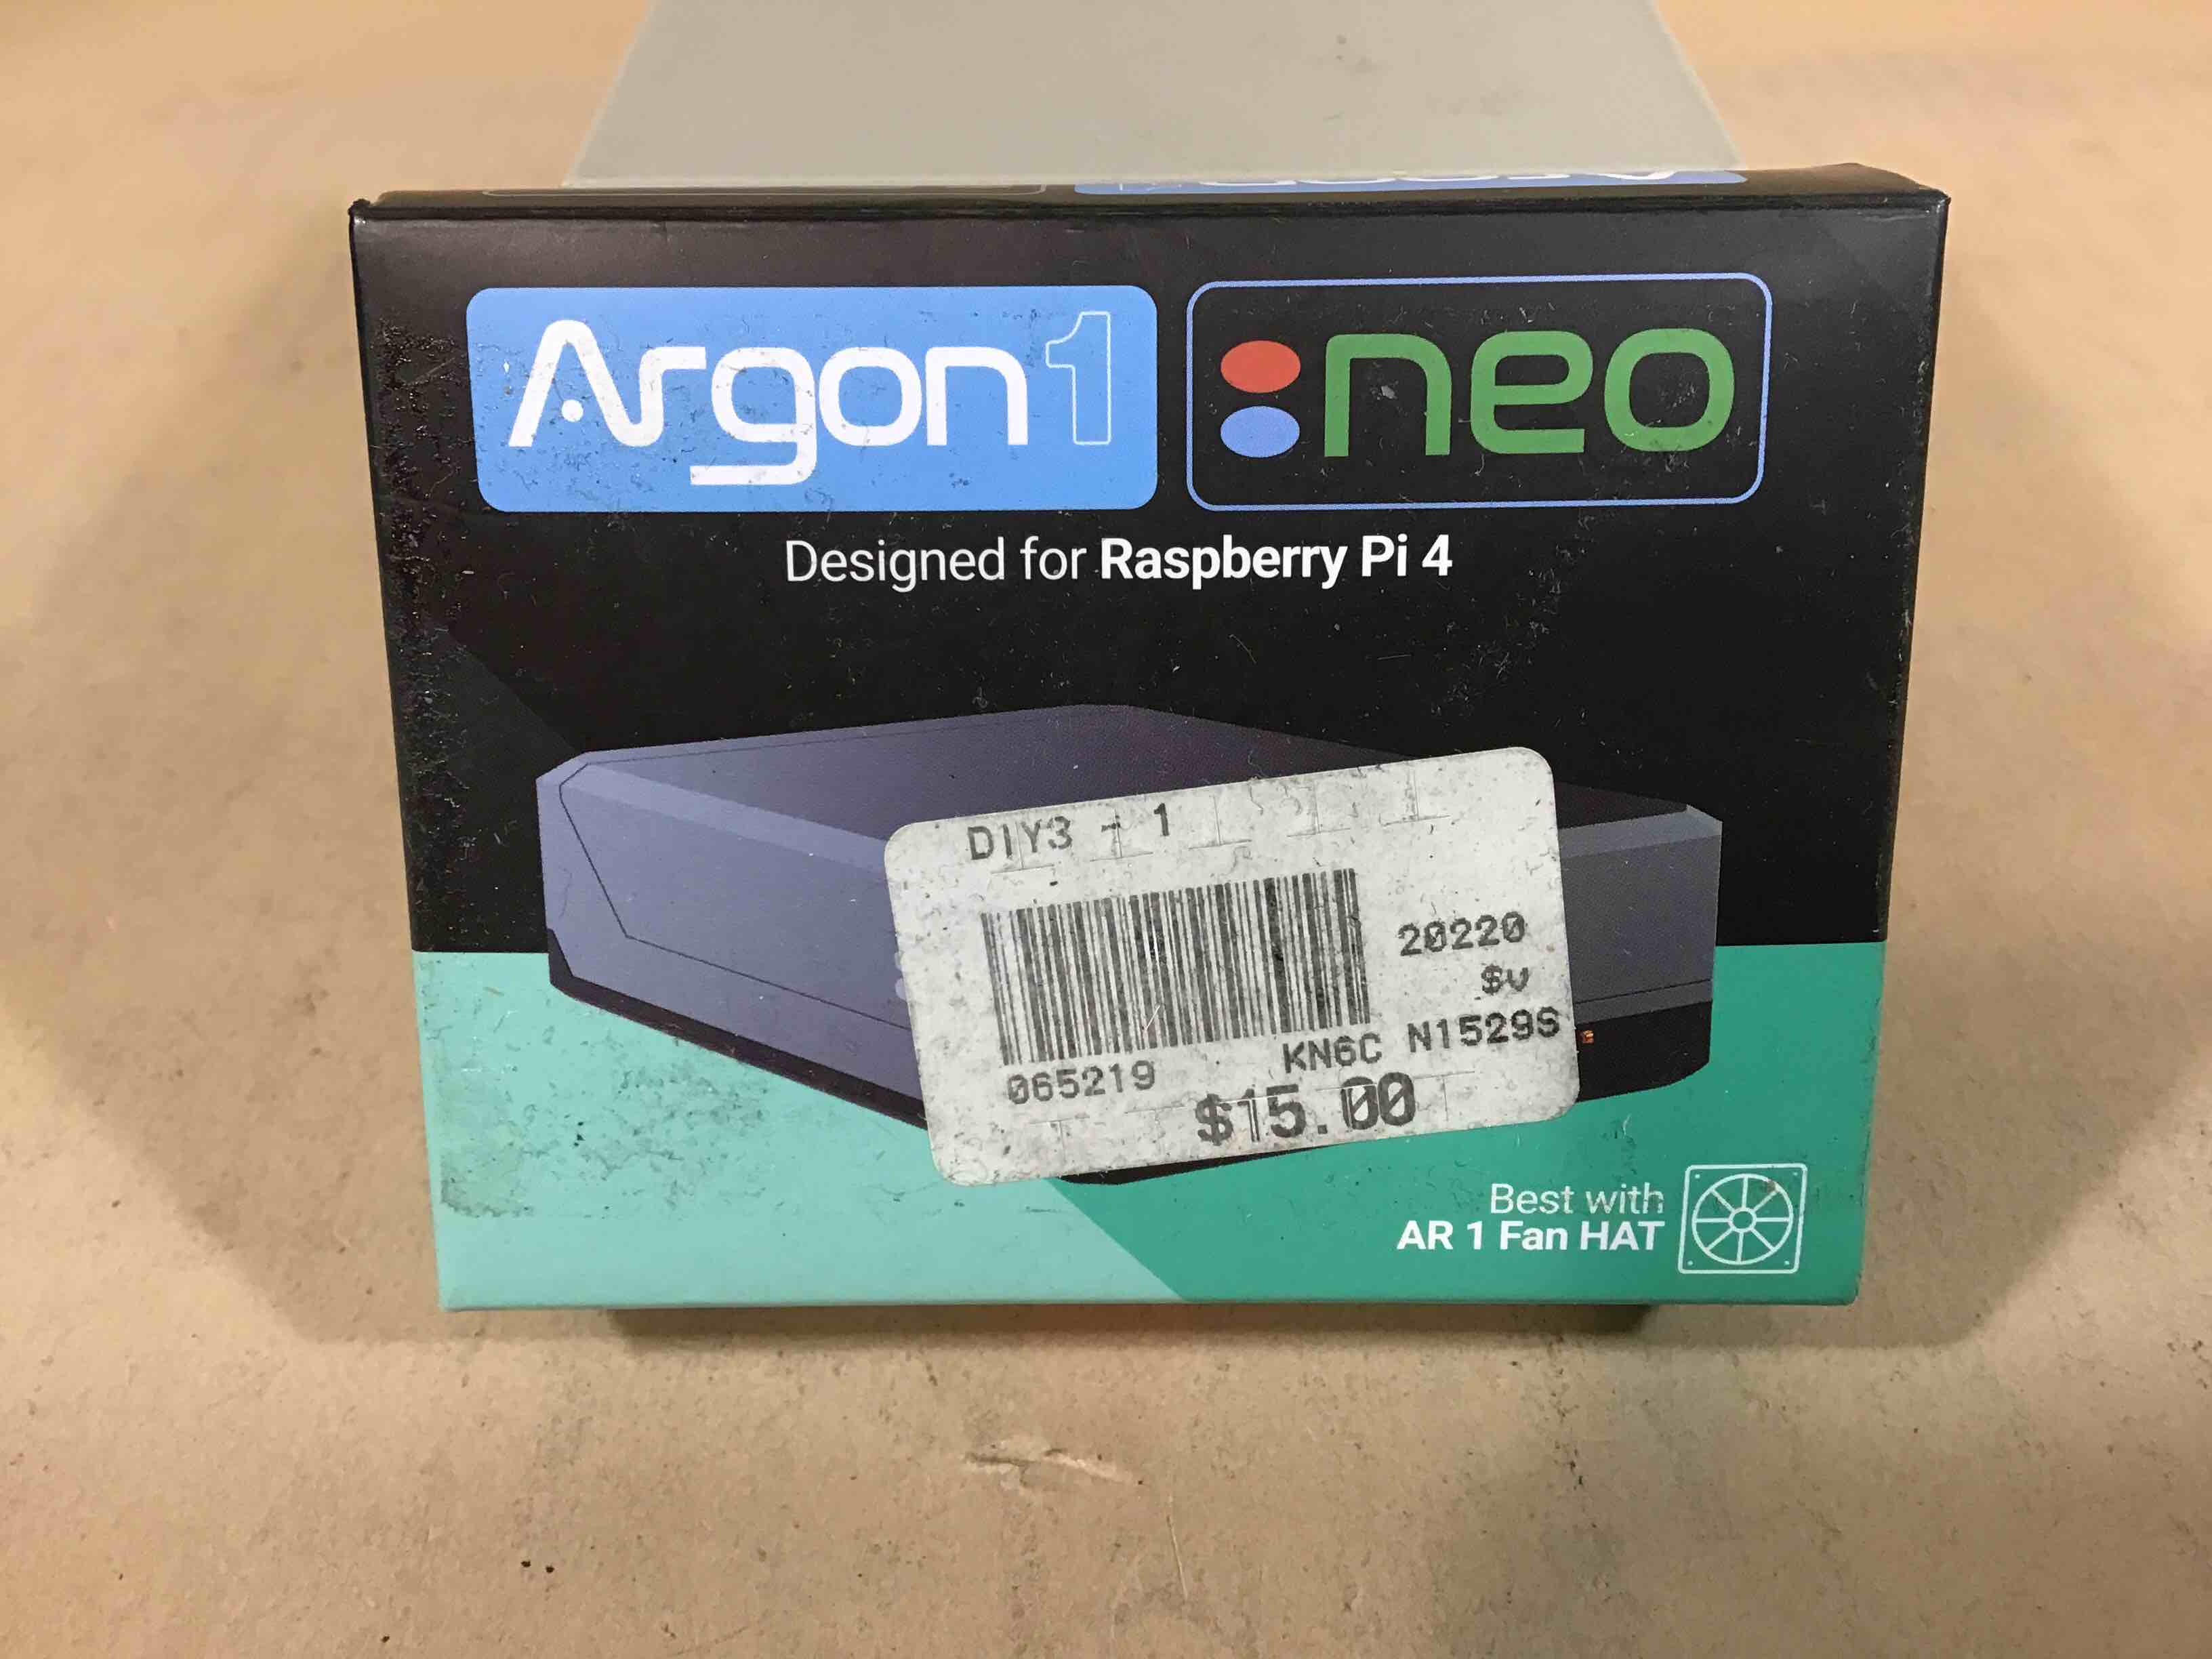 Argon1 :neo
Designed for Raspberry Pi 4
DIY3 - 1
20220
$v
065219 KN6C N1529S
$15.00
Best with
AR 1 Fan HAT